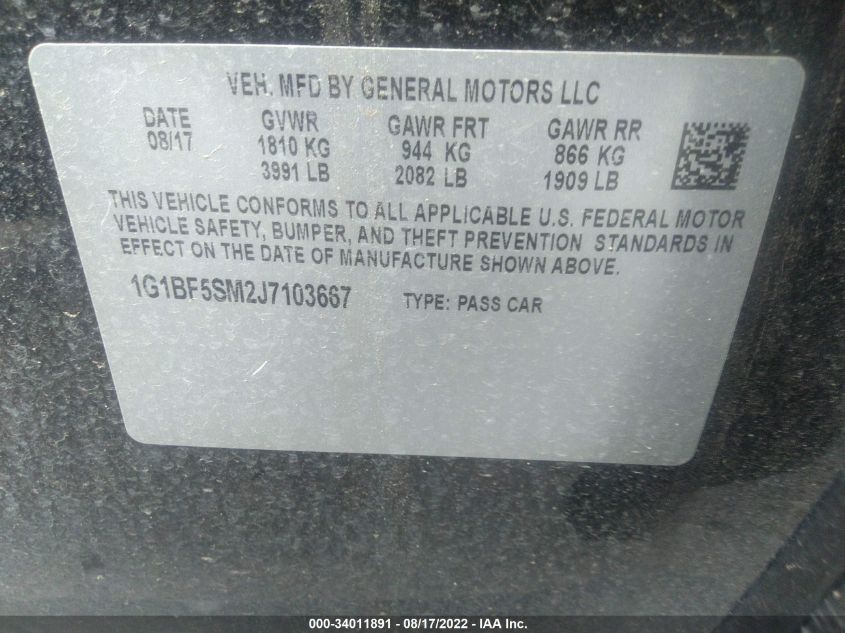 VEH. MFD BY GENERAL MOTORS LLC
DATE GVWR GAWR FRT GAWR RR
08/17 1810 KG 944 KG 866 KG
3991 LB 2082 LB 1909 LB
THIS VEHICLE CONFORMS TO ALL APPLICABLE U.S. FEDERAL MOTOR
VEHICLE SAFETY, BUMPER, AND THEFT PREVENTION STANDARDS IN
EFFECT ON THE DATE OF MANUFACTURE SHOWN ABOVE.
1G1BF5SM2J7103667 TYPE: PASS CAR
000-34011891 - 08/17/2022 - IAA Inc.